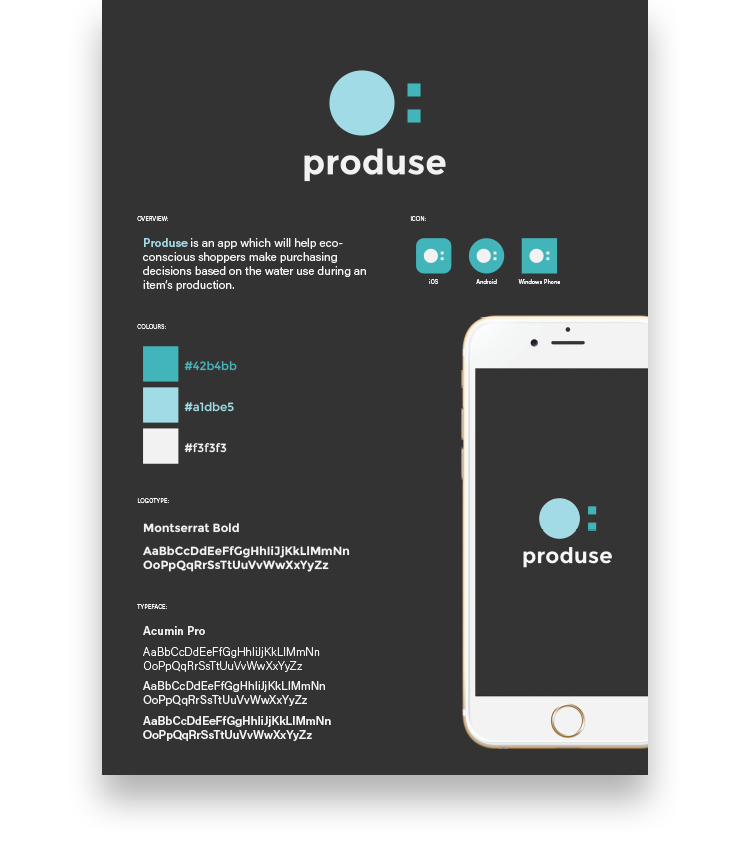 produse
OVERVIEW:
Produse is an app which will help eco-
conscious shoppers make purchasing
decisions based on the water use during an
item's production.
ICON:
iOS
Android
Windows Phone
COLOURS:
#42b4bb
#a1dbe5
#f3f3f3
LOGOTYPE:
Montserrat Bold
AaBbCcDdEeFfGgHhIiJjKkLlMmNn
OoPpQqRrSsTtUuVvWwXxYyZz
TYPEFACE:
Acumin Pro
AaBbCcDdEeFfGgHhIiJjKkLlMmNn
OoPpQqRrSsTtUuVvWwXxYyZz
AaBbCcDdEeFfGgHhIiJjKkLlMmNn
OoPpQqRrSsTtUuVvWwXxYyZz
AaBbCcDdEeFfGgHhIiJjKkLlMmNn
OoPpQqRrSsTtUuVvWwXxYyZz
produse